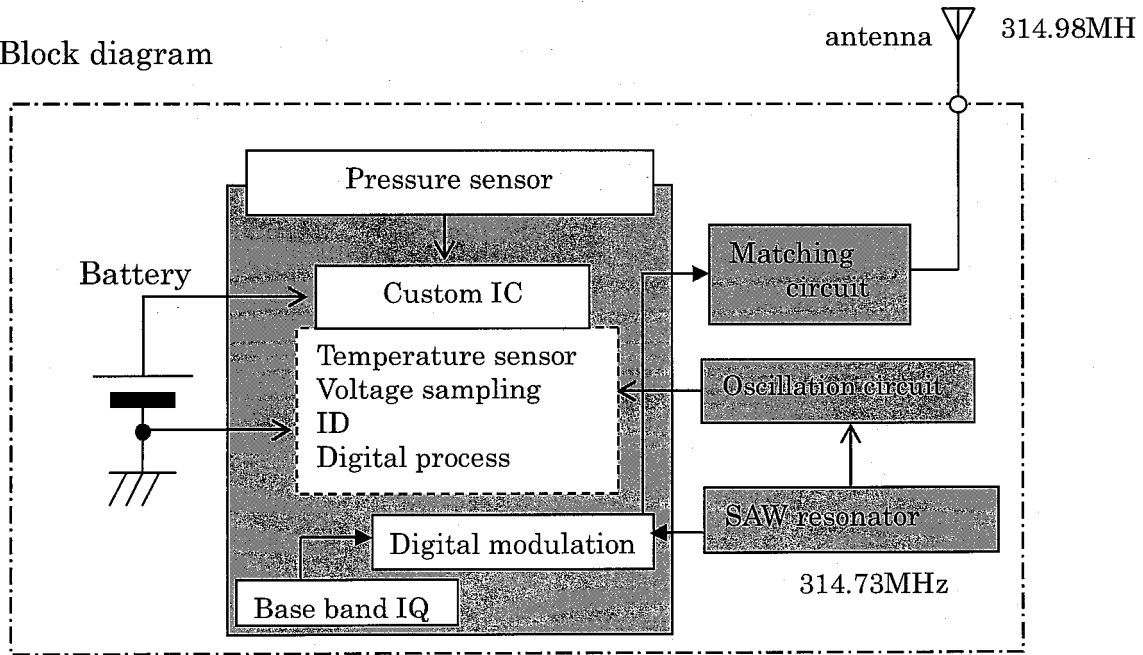 antenna
314.98MH
Block diagram
Pressure sensor
Battery
Custom IC
Matching
circuit
Temperature sensor
Voltage sampling
ID
Digital process
Oscillation circuit
SAW resonator
Digital modulation
314.73MHz
Base band IQ